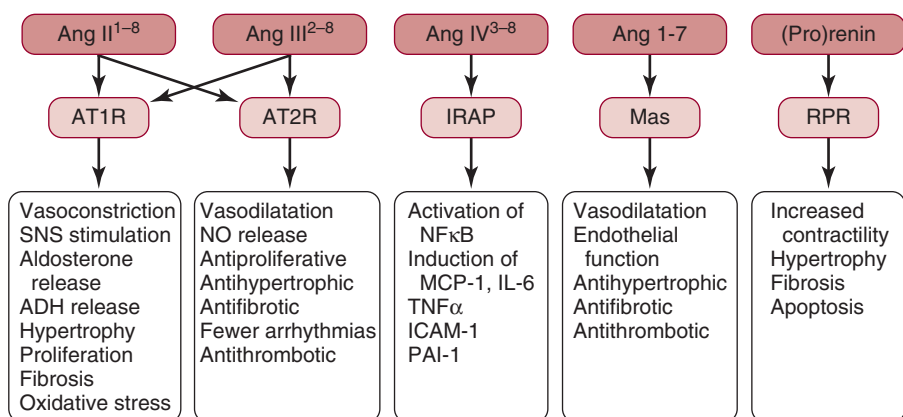 Ang II1–8
Ang III2–8
Ang IV3–8
Ang 1-7
(Pro)renin
AT1R
AT2R
IRAP
Mas
RPR
Vasoconstriction
SNS stimulation
Aldosterone
release
ADH release
Hypertrophy
Proliferation
Fibrosis
Oxidative stress
Vasodilatation
NO release
Antiproliferative
Antihypertrophic
Antifibrotic
Fewer arrhythmias
Antithrombotic
Activation of
NFκB
Induction of
MCP-1, IL-6
TNFα
ICAM-1
PAI-1
Vasodilatation
Endothelial
function
Antihypertrophic
Antifibrotic
Antithrombotic
Increased
contractility
Hypertrophy
Fibrosis
Apoptosis